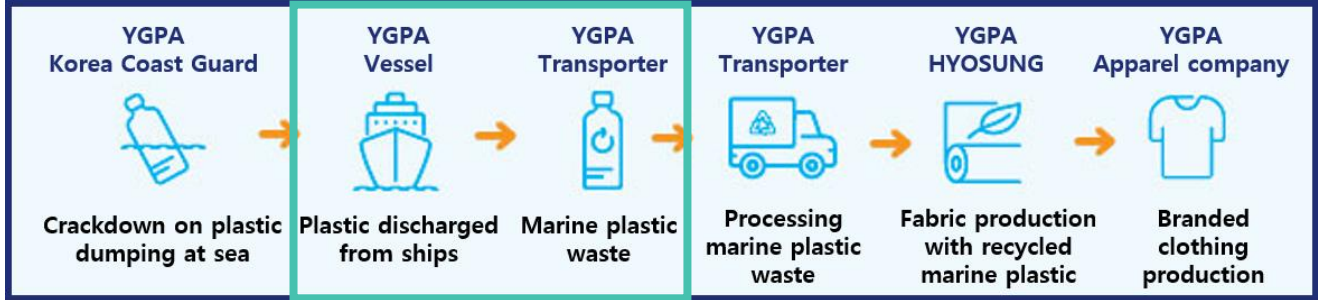 YGPA
Korea Coast Guard
Crackdown on plastic
dumping at sea
YGPA
Vessel
Plastic discharged
from ships
YGPA
Transporter
Marine plastic
waste
YGPA
Transporter
Processing
marine plastic
waste
YGPA
HYOSUNG
Fabric production
with recycled
marine plastic
YGPA
Apparel company
Branded
clothing
production